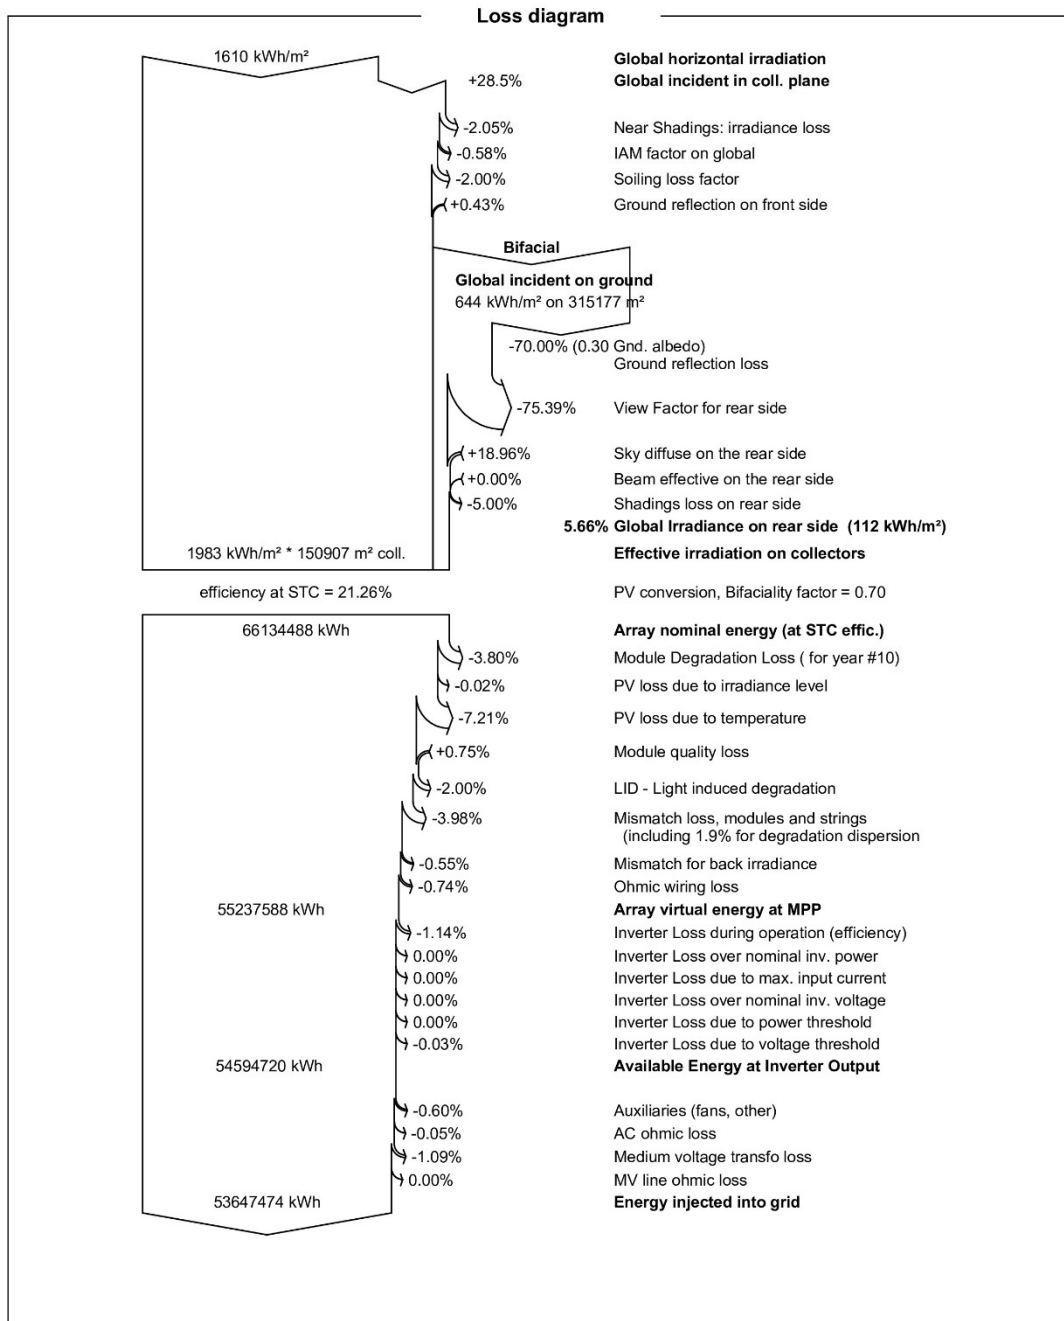 Loss diagram
1610 kWh/m² Global horizontal irradiation
+28.5% Global incident in coll. plane
-2.05% Near Shadings: irradiance loss
-0.58% IAM factor on global
-2.00% Soiling loss factor
+0.43% Ground reflection on front side
Bifacial
Global incident on ground
644 kWh/m² on 315177 m²
-70.00% (0.30 Gnd. albedo)
Ground reflection loss
-75.39% View Factor for rear side
+18.96% Sky diffuse on the rear side
+0.00% Beam effective on the rear side
-5.00% Shadings loss on rear side
5.66% Global Irradiance on rear side (112 kWh/m²)
1983 kWh/m² * 150907 m² coll. Effective irradiation on collectors
efficiency at STC = 21.26% PV conversion, Bifaciality factor = 0.70
66134488 kWh Array nominal energy (at STC effic.)
-3.80% Module Degradation Loss ( for year #10)
-0.02% PV loss due to irradiance level
-7.21% PV loss due to temperature
+0.75% Module quality loss
-2.00% LID - Light induced degradation
-3.98% Mismatch loss, modules and strings
(including 1.9% for degradation dispersion
-0.55% Mismatch for back irradiance
-0.74% Ohmic wiring loss
55237588 kWh Array virtual energy at MPP
-1.14% Inverter Loss during operation (efficiency)
0.00% Inverter Loss over nominal inv. power
0.00% Inverter Loss due to max. input current
0.00% Inverter Loss over nominal inv. voltage
0.00% Inverter Loss due to power threshold
-0.03% Inverter Loss due to voltage threshold
54594720 kWh Available Energy at Inverter Output
-0.60% Auxiliaries (fans, other)
-0.05% AC ohmic loss
-1.09% Medium voltage transfo loss
0.00% MV line ohmic loss
53647474 kWh Energy injected into grid